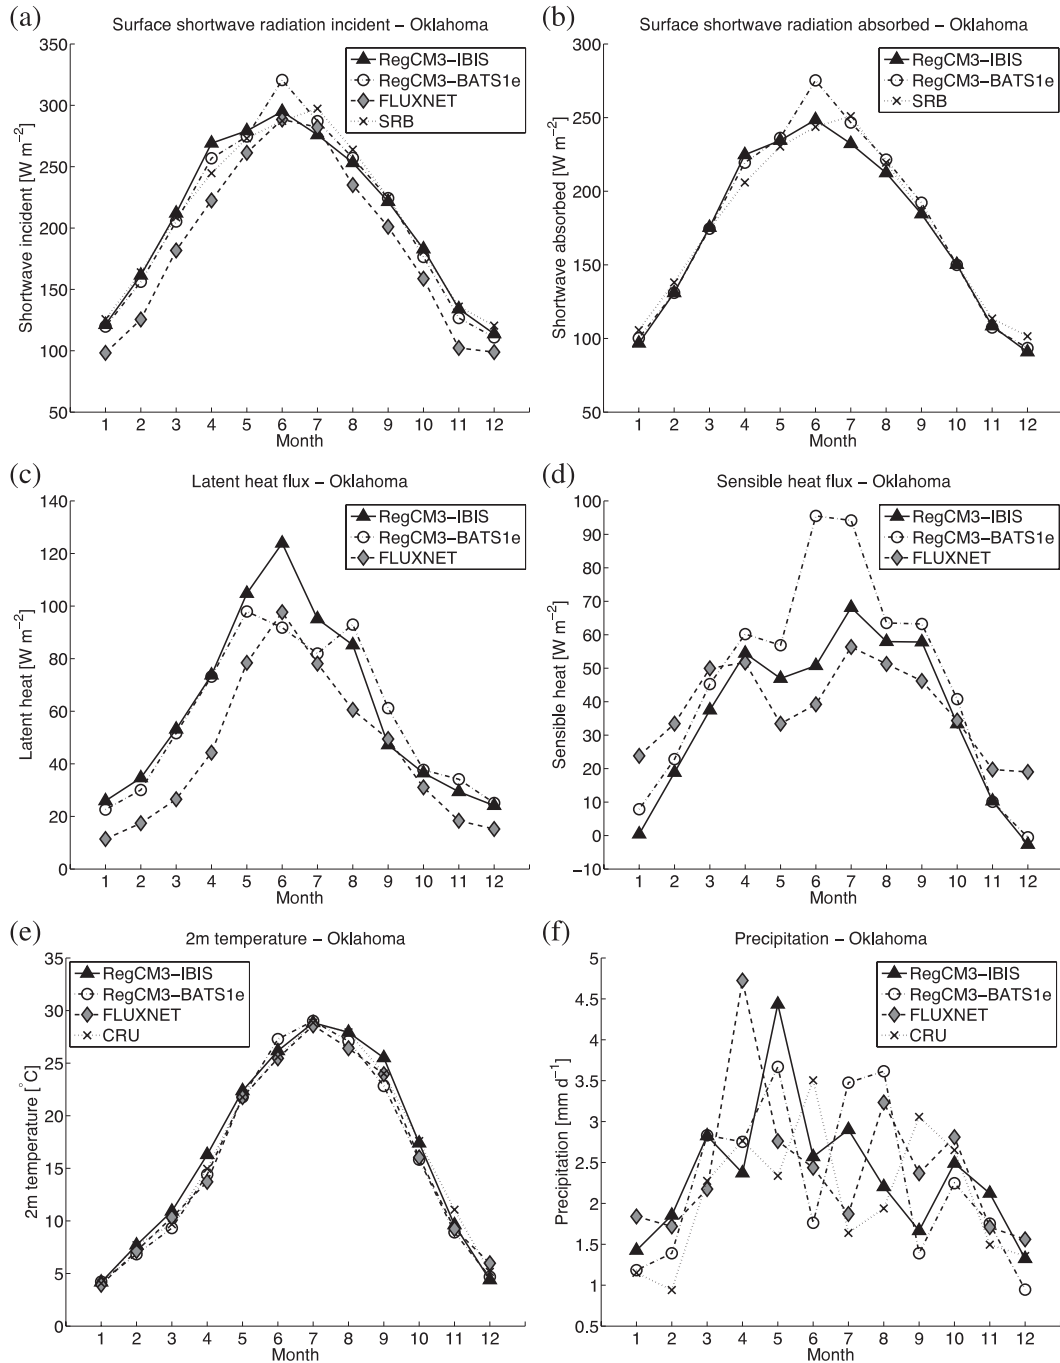 (a)
Surface shortwave radiation incident – Oklahoma
350
300
250
200
150
100
50
Shortwave incident [W m−2]
RegCM3−IBIS
RegCM3−BATS1e
FLUXNET
SRB
1 2 3 4 5 6 7 8 9 10 11 12
Month
(b)
Surface shortwave radiation absorbed – Oklahoma
300
250
200
150
100
50
Shortwave absorbed [W m−2]
RegCM3−IBIS
RegCM3−BATS1e
SRB
1 2 3 4 5 6 7 8 9 10 11 12
Month
(c)
Latent heat flux – Oklahoma
140
120
100
80
60
40
20
0
Latent heat [W m−2]
RegCM3−IBIS
RegCM3−BATS1e
FLUXNET
1 2 3 4 5 6 7 8 9 10 11 12
Month
(d)
Sensible heat flux – Oklahoma
100
90
80
70
60
50
40
30
20
10
0
−10
Sensible heat [W m−2]
RegCM3−IBIS
RegCM3−BATS1e
FLUXNET
1 2 3 4 5 6 7 8 9 10 11 12
Month
(e)
2m temperature – Oklahoma
35
30
25
20
15
10
5
0
2m temperature [°C]
RegCM3−IBIS
RegCM3−BATS1e
FLUXNET
CRU
1 2 3 4 5 6 7 8 9 10 11 12
Month
(f)
Precipitation – Oklahoma
5
4.5
4
3.5
3
2.5
2
1.5
1
0.5
Precipitation [mm d−1]
RegCM3−IBIS
RegCM3−BATS1e
FLUXNET
CRU
1 2 3 4 5 6 7 8 9 10 11 12
Month